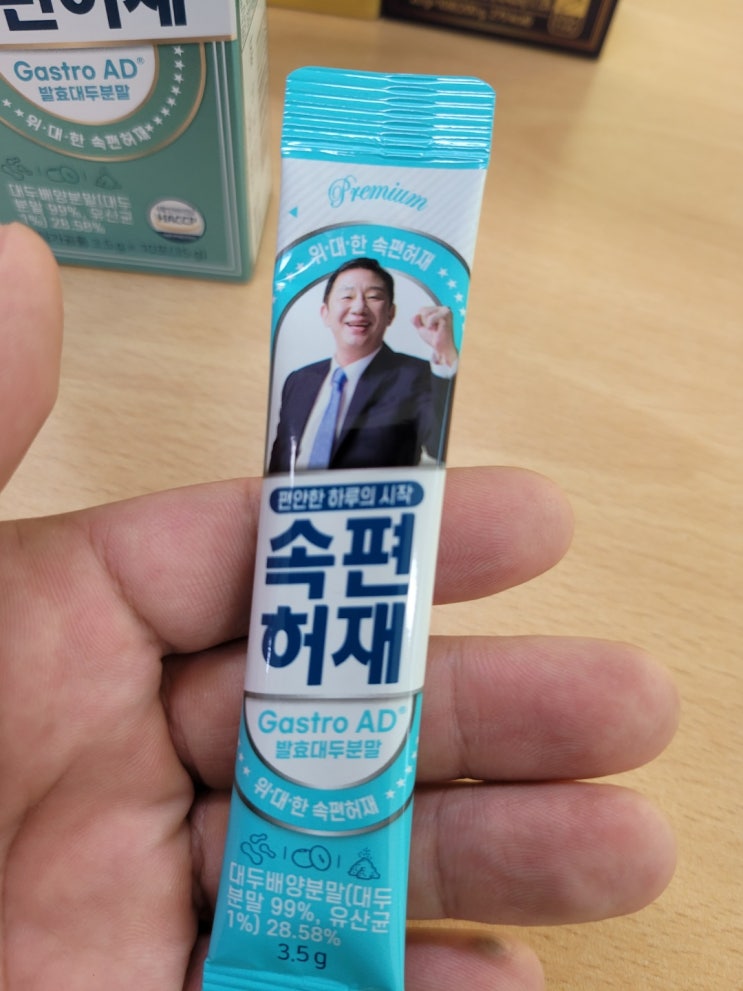 Gastro AD®
발효대두분말
위·대·한 속편허재
대두배양분말(대두
분말 99%, 유산균
1%) 28.58%
HACCP
Premium
위·대·한 속편허재
편안한 하루의 시작
속편
허재
Gastro AD®
발효대두분말
위·대·한 속편허재
대두배양분말(대두
분말 99%, 유산균
1%) 28.58%
3.5g